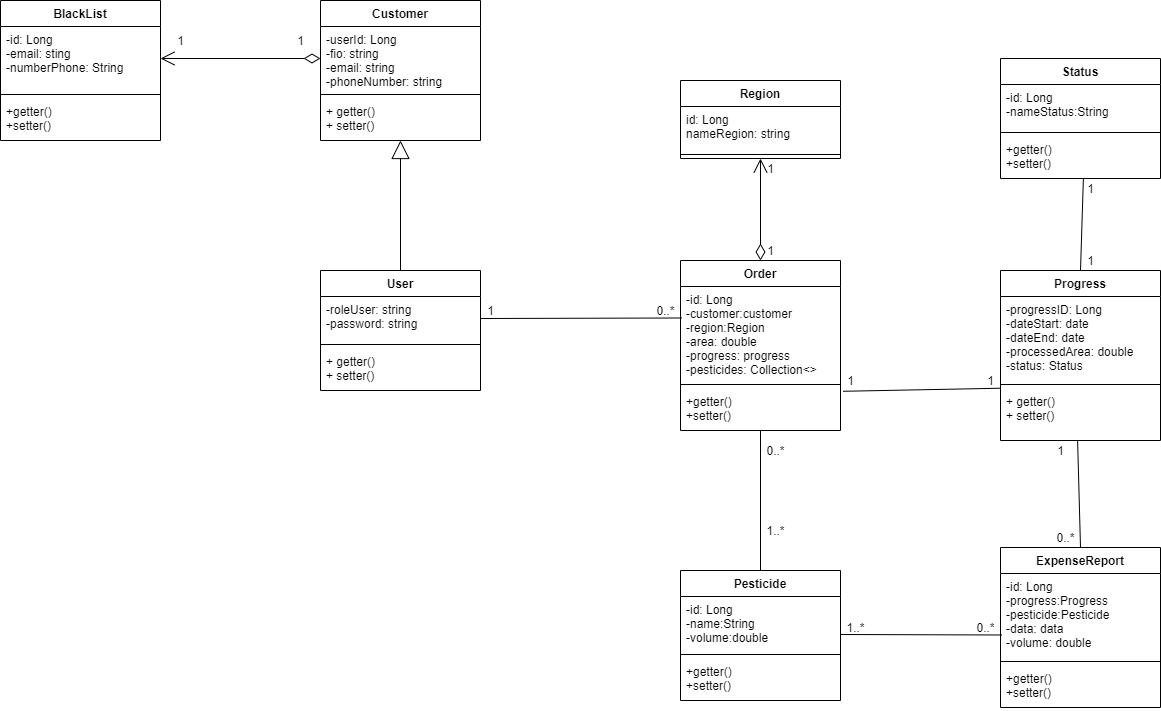 BlackList
-id: Long
-email: sting
-numberPhone: String
+getter()
+setter()
1
1
Customer
-userId: Long
-fio: string
-email: string
-phoneNumber: string
+ getter()
+ setter()
Region
id: Long
nameRegion: string
1
1
Status
-id: Long
-nameStatus:String
+getter()
+setter()
1
1
User
-roleUser: string
-password: string
+ getter()
+ setter()
1
0..*
Order
-id: Long
-customer:customer
-region:Region
-area: double
-progress: progress
-pesticides: Collection<>
+getter()
+setter()
1
1
Progress
-progressID: Long
-dateStart: date
-dateEnd: date
-processedArea: double
-status: Status
+ getter()
+ setter()
0..*
1..*
1
0..*
Pesticide
-id: Long
-name:String
-volume:double
+getter()
+setter()
1..*
0..*
ExpenseReport
-id: Long
-progress:Progress
-pesticide:Pesticide
-data: data
-volume: double
+getter()
+setter()